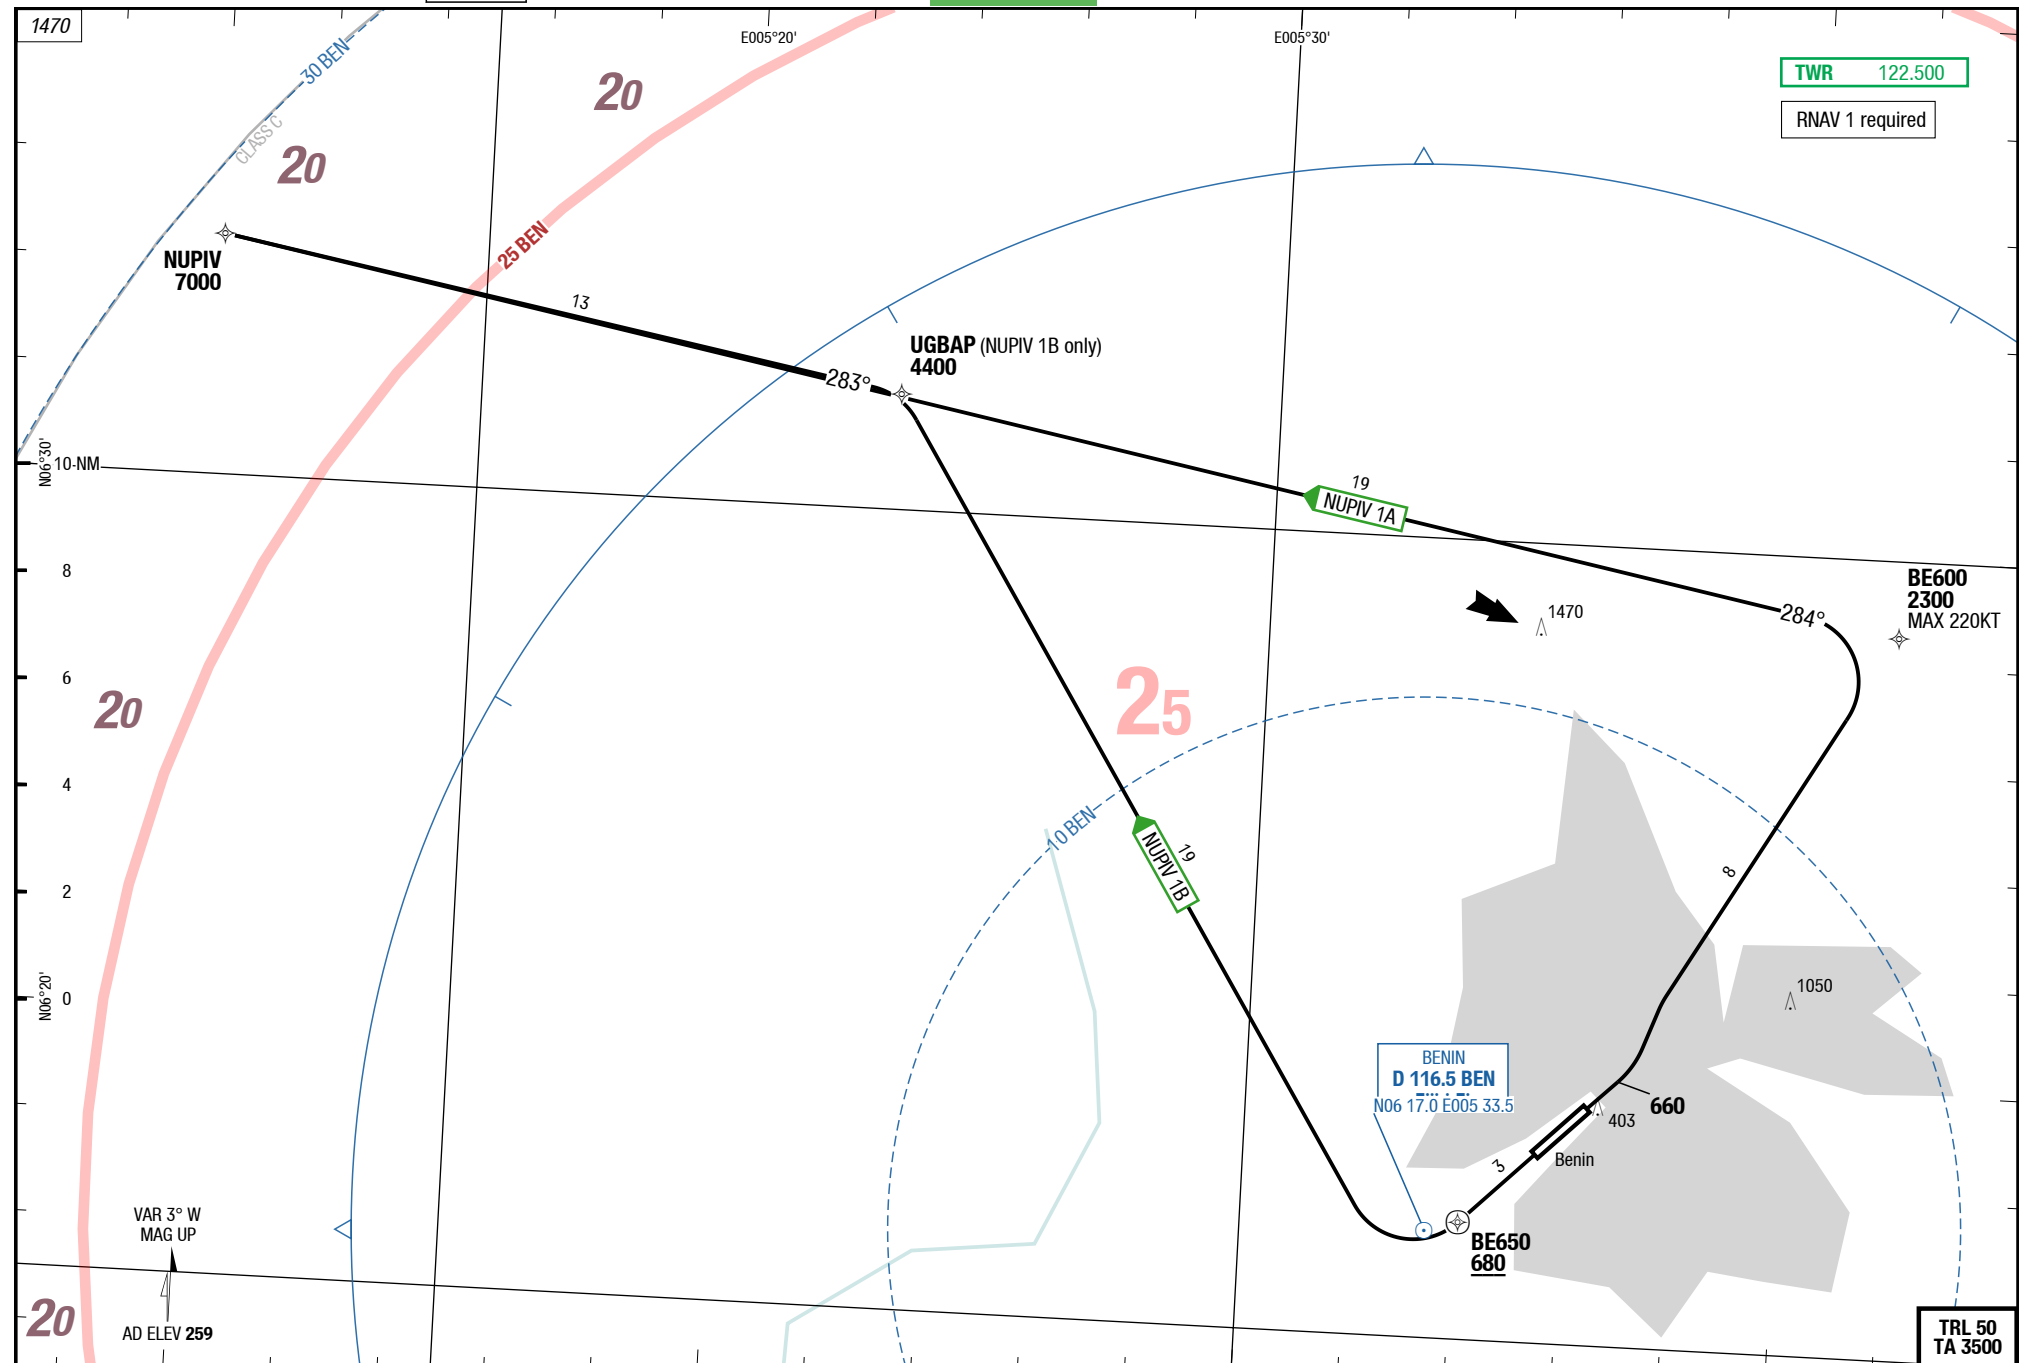 1470
E005°20'
E005°30'
30 BEN
TWR 122.500
RNAV 1 required
CLASS C
20
20
25 BEN
NUPIV
7000
13
UGBAP (NUPIV 1B only)
4400
283°
N06°30'
10-NM
19
NUPIV 1A
BE600
2300
MAX 220KT
284°
1470
8
6
4
2
0
20
25
10 BEN
19
NUPIV 1B
8
N06°20'
1050
BENIN
D 116.5 BEN
N06 17.0 E005 33.5
660
403
Benin
3
BE650
680
VAR 3° W
MAG UP
AD ELEV 259
20
TRL 50
TA 3500